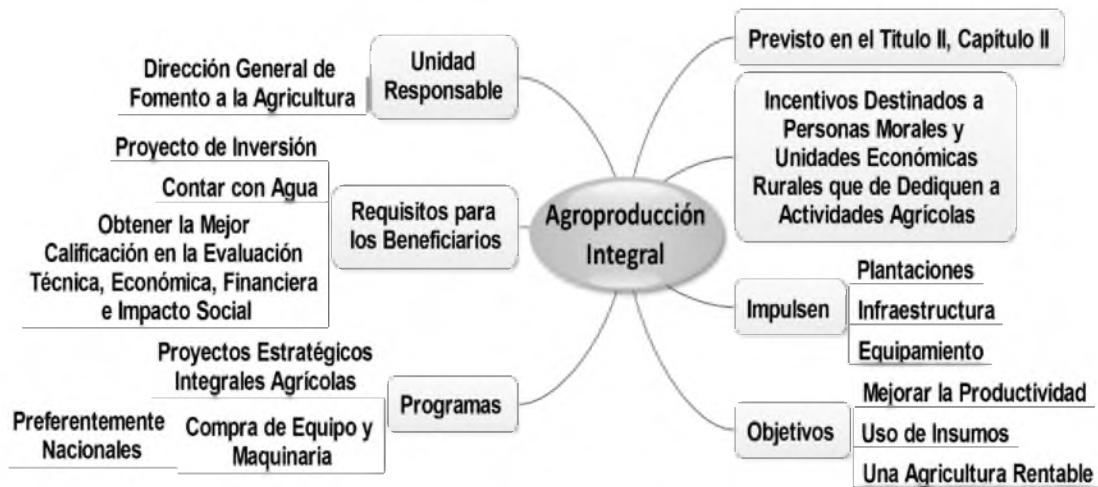 Agroproducción
Integral
Previsto en el Titulo II, Capítulo II
Incentivos Destinados a
Personas Morales y
Unidades Económicas
Rurales que de Dediquen a
Actividades Agrícolas
Impulsen
Plantaciones
Infraestructura
Equipamiento
Objetivos
Mejorar la Productividad
Uso de Insumos
Una Agricultura Rentable
Unidad
Responsable
Dirección General de
Fomento a la Agricultura
Requisitos para
los Beneficiarios
Proyecto de Inversión
Contar con Agua
Obtener la Mejor
Calificación en la Evaluación
Técnica, Económica, Financiera
e Impacto Social
Programas
Proyectos Estratégicos
Integrales Agrícolas
Compra de Equipo y
Maquinaria
Preferentemente
Nacionales